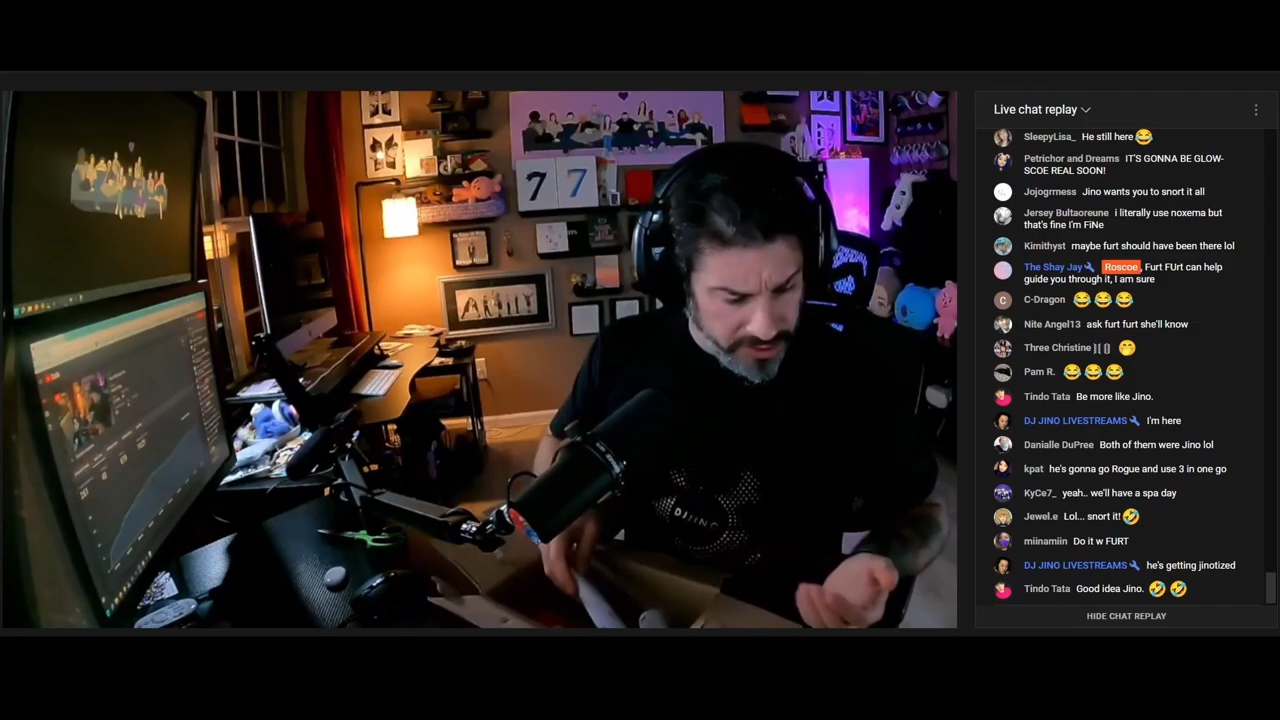 7 7
DJJINO
Live chat replay
SleepyLisa_ He still here
Petrichor and Dreams IT'S GONNA BE GLOW-
SCOE REAL SOON!
Jojogrrness Jino wants you to snort it all
Jersey Bultaoreune i literally use noxema but
that's fine I'm FiNe
Kimithyst maybe furt should have been there lol
The Shay Jay Roscoe, Furt FUrt can help
guide you through it, I am sure
C C-Dragon
Nite Angel13 ask furt furt she'll know
Three Christine ][ []
Pam R.
Tindo Tata Be more like Jino.
DJ JINO LIVESTREAMS I'm here
Danialle DuPree Both of them were Jino lol
kpat he's gonna go Rogue and use 3 in one go
KyCe7_ yeah.. we'll have a spa day
Jewel.e Lol... snort it!
miinamiin Do it w FURT
DJ JINO LIVESTREAMS he's getting jinotized
Tindo Tata Good idea Jino.
HIDE CHAT REPLAY